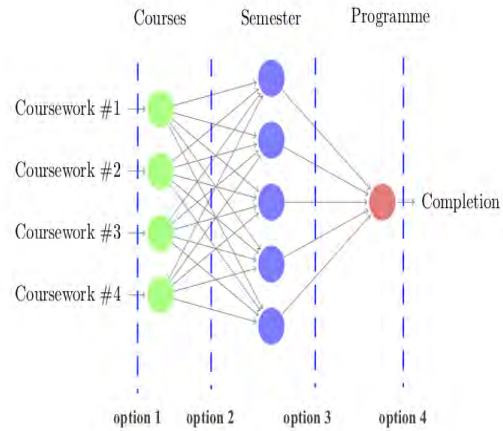 Courses Semester Programme
Coursework #1
Coursework #2
Completion
Coursework #3
Coursework #4
option 1 option 2 option 3 option 4